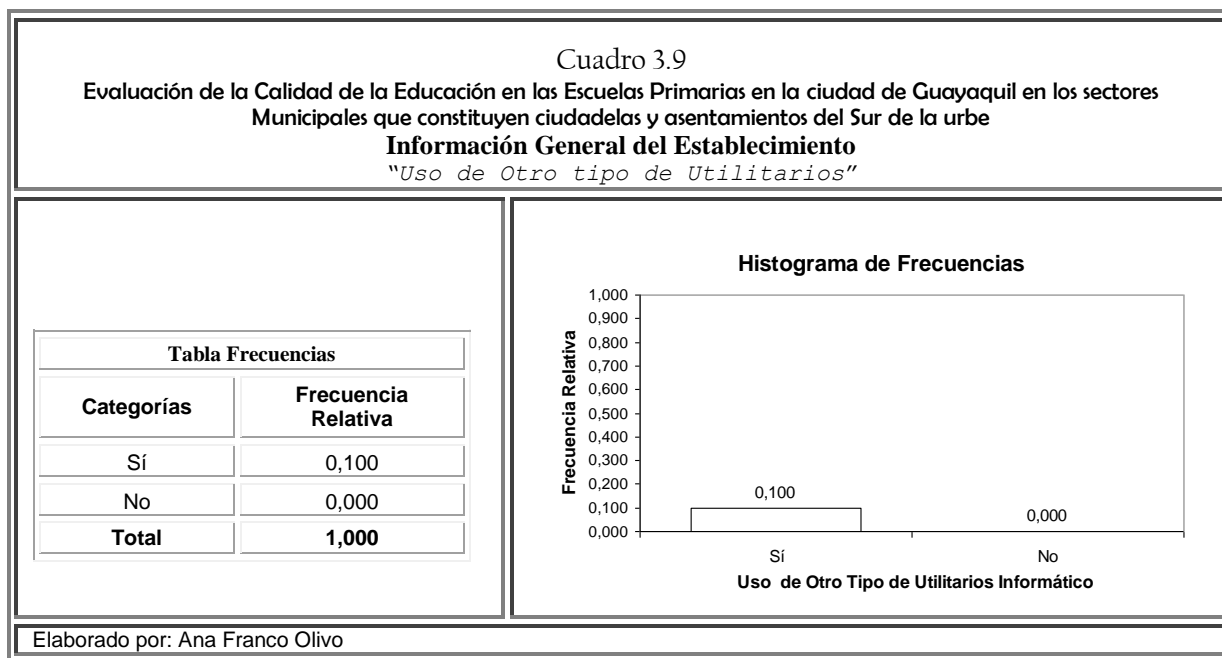 Cuadro 3.9
Evaluación de la Calidad de la Educación en las Escuelas Primarias en la ciudad de Guayaquil en los sectores
Municipales que constituyen ciudadelas y asentamientos del Sur de la urbe
Información General del Establecimiento
“Uso de Otro tipo de Utilitarios”
Tabla Frecuencias
Categorías Frecuencia
Relativa
Sí 0,100
No 0,000
Total 1,000
Histograma de Frecuencias
Frecuencia Relativa
1,000
0,900
0,800
0,700
0,600
0,500
0,400
0,300
0,200
0,100
0,000
0,100
0,000
Sí No
Uso de Otro Tipo de Utilitarios Informático
Elaborado por: Ana Franco Olivo